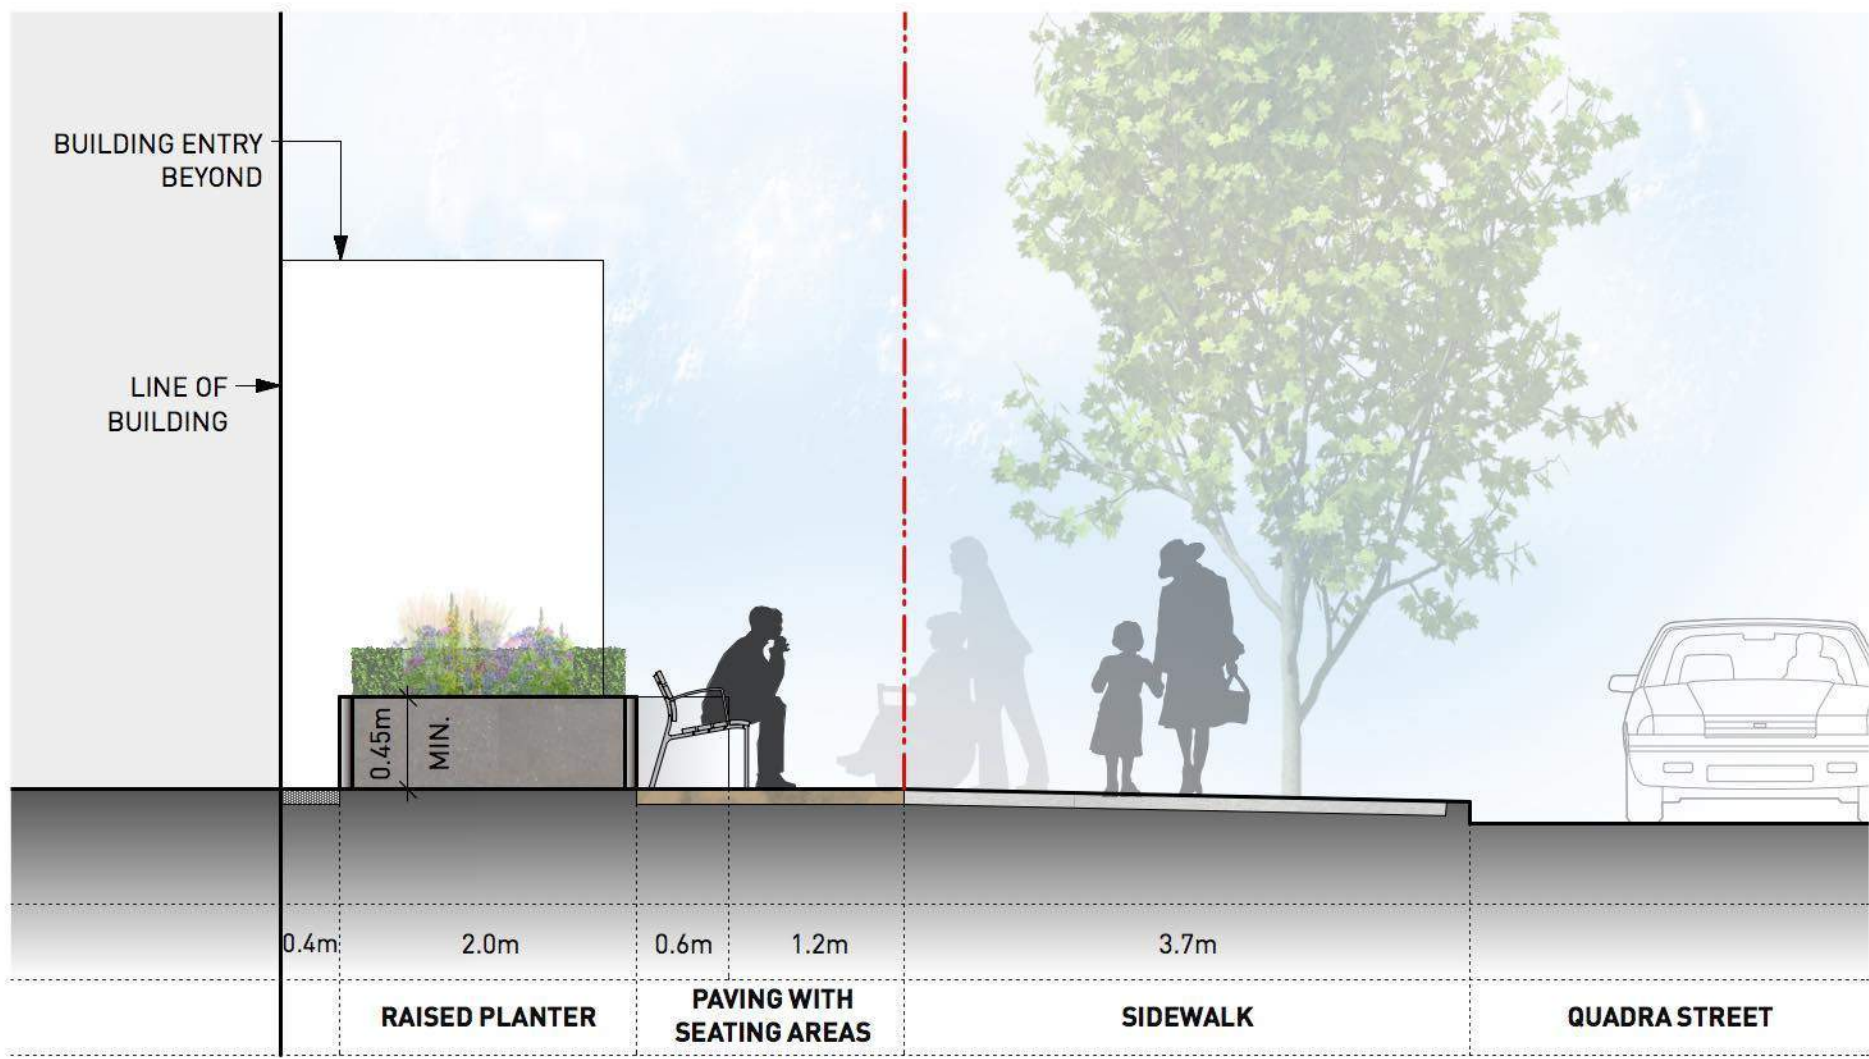 BUILDING ENTRY
BEYOND
LINE OF
BUILDING
0.45m
MIN.
0.4m
2.0m
0.6m
1.2m
3.7m
RAISED PLANTER
PAVING WITH
SEATING AREAS
SIDEWALK
QUADRA STREET